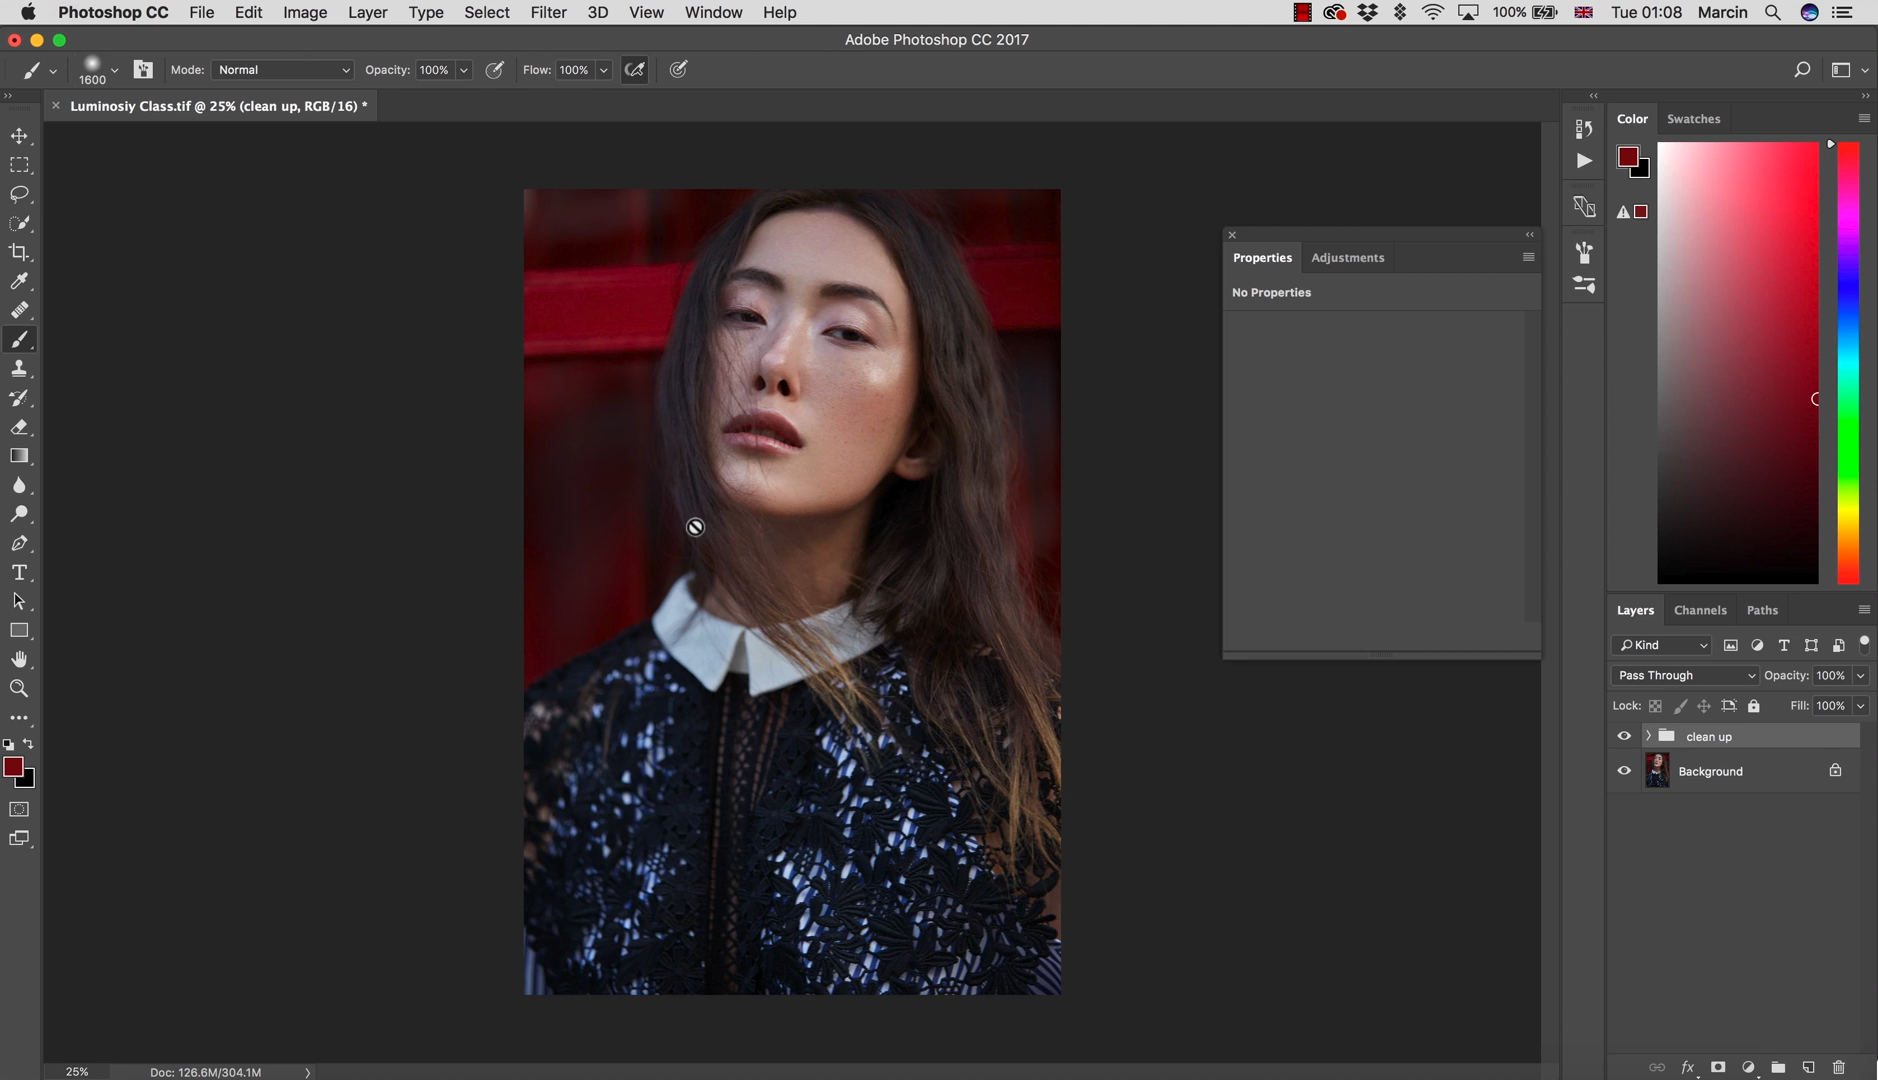 Photoshop CC File Edit Image Layer Type Select Filter 3D View Window Help 100% Tue 01:08 Marcin
Adobe Photoshop CC 2017
1600 Mode: Normal Opacity: 100% Flow: 100%
Luminosiy Class.tif @ 25% (clean up, RGB/16) *
Color Swatches
Properties Adjustments
No Properties
Layers Channels Paths
Kind
Pass Through Opacity: 100%
Lock: Fill: 100%
clean up
Background
25% Doc: 126.6M/304.1M
fx